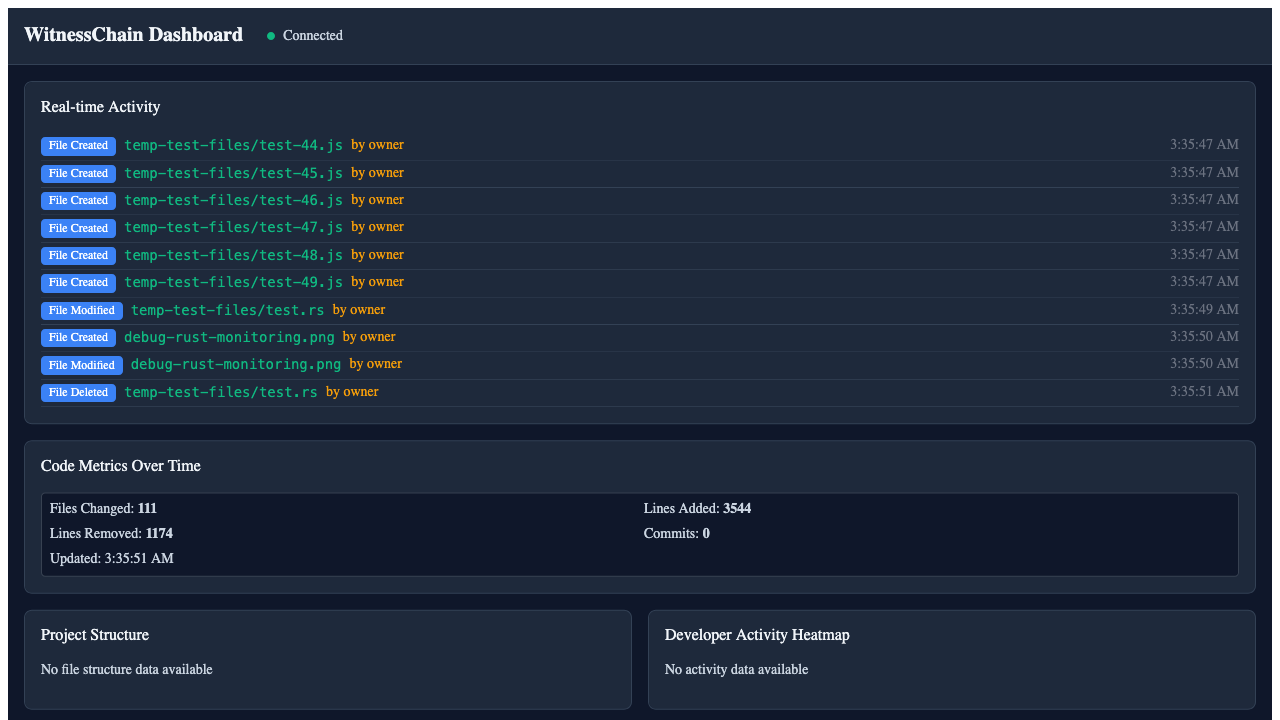 WitnessChain Dashboard Connected
Real-time Activity
File Created temp-test-files/test-44.js by owner 3:35:47 AM
File Created temp-test-files/test-45.js by owner 3:35:47 AM
File Created temp-test-files/test-46.js by owner 3:35:47 AM
File Created temp-test-files/test-47.js by owner 3:35:47 AM
File Created temp-test-files/test-48.js by owner 3:35:47 AM
File Created temp-test-files/test-49.js by owner 3:35:47 AM
File Modified temp-test-files/test.rs by owner 3:35:49 AM
File Created debug-rust-monitoring.png by owner 3:35:50 AM
File Modified debug-rust-monitoring.png by owner 3:35:50 AM
File Deleted temp-test-files/test.rs by owner 3:35:51 AM
Code Metrics Over Time
Files Changed: 111 Lines Added: 3544
Lines Removed: 1174 Commits: 0
Updated: 3:35:51 AM
Project Structure
No file structure data available
Developer Activity Heatmap
No activity data available